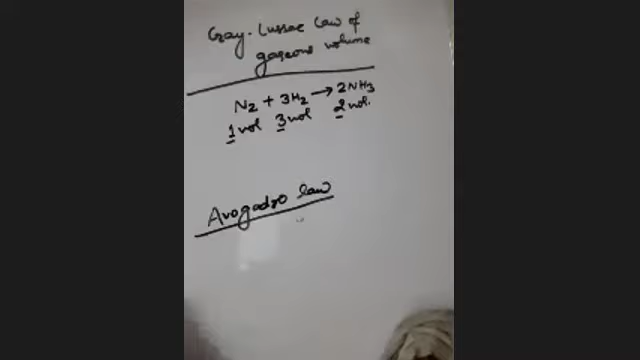 Gay-Lussac Law of
gaseous volume
N2 + 3H2 → 2NH3
1 vol 3 vol 2 vol.
Avogadro law